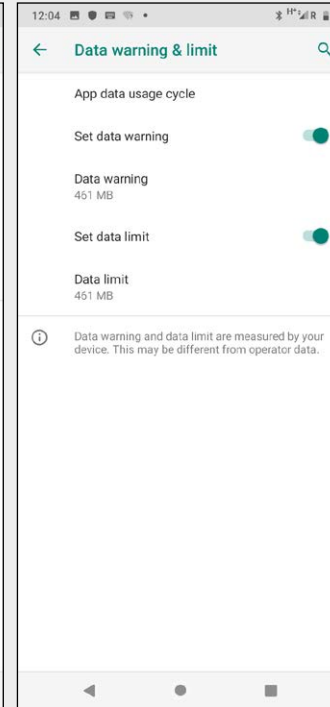 12:04
H+ R
Data warning & limit
App data usage cycle
Set data warning
Data warning
461 MB
Set data limit
Data limit
461 MB
Data warning and data limit are measured by your
device. This may be different from operator data.